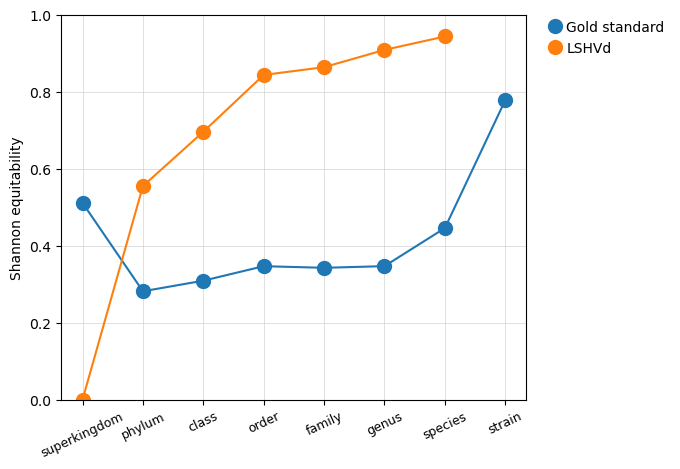 Gold standard
LSHVd
Shannon equitability
1.0
0.8
0.6
0.4
0.2
0.0
superkingdom
phylum
class
order
family
genus
species
strain